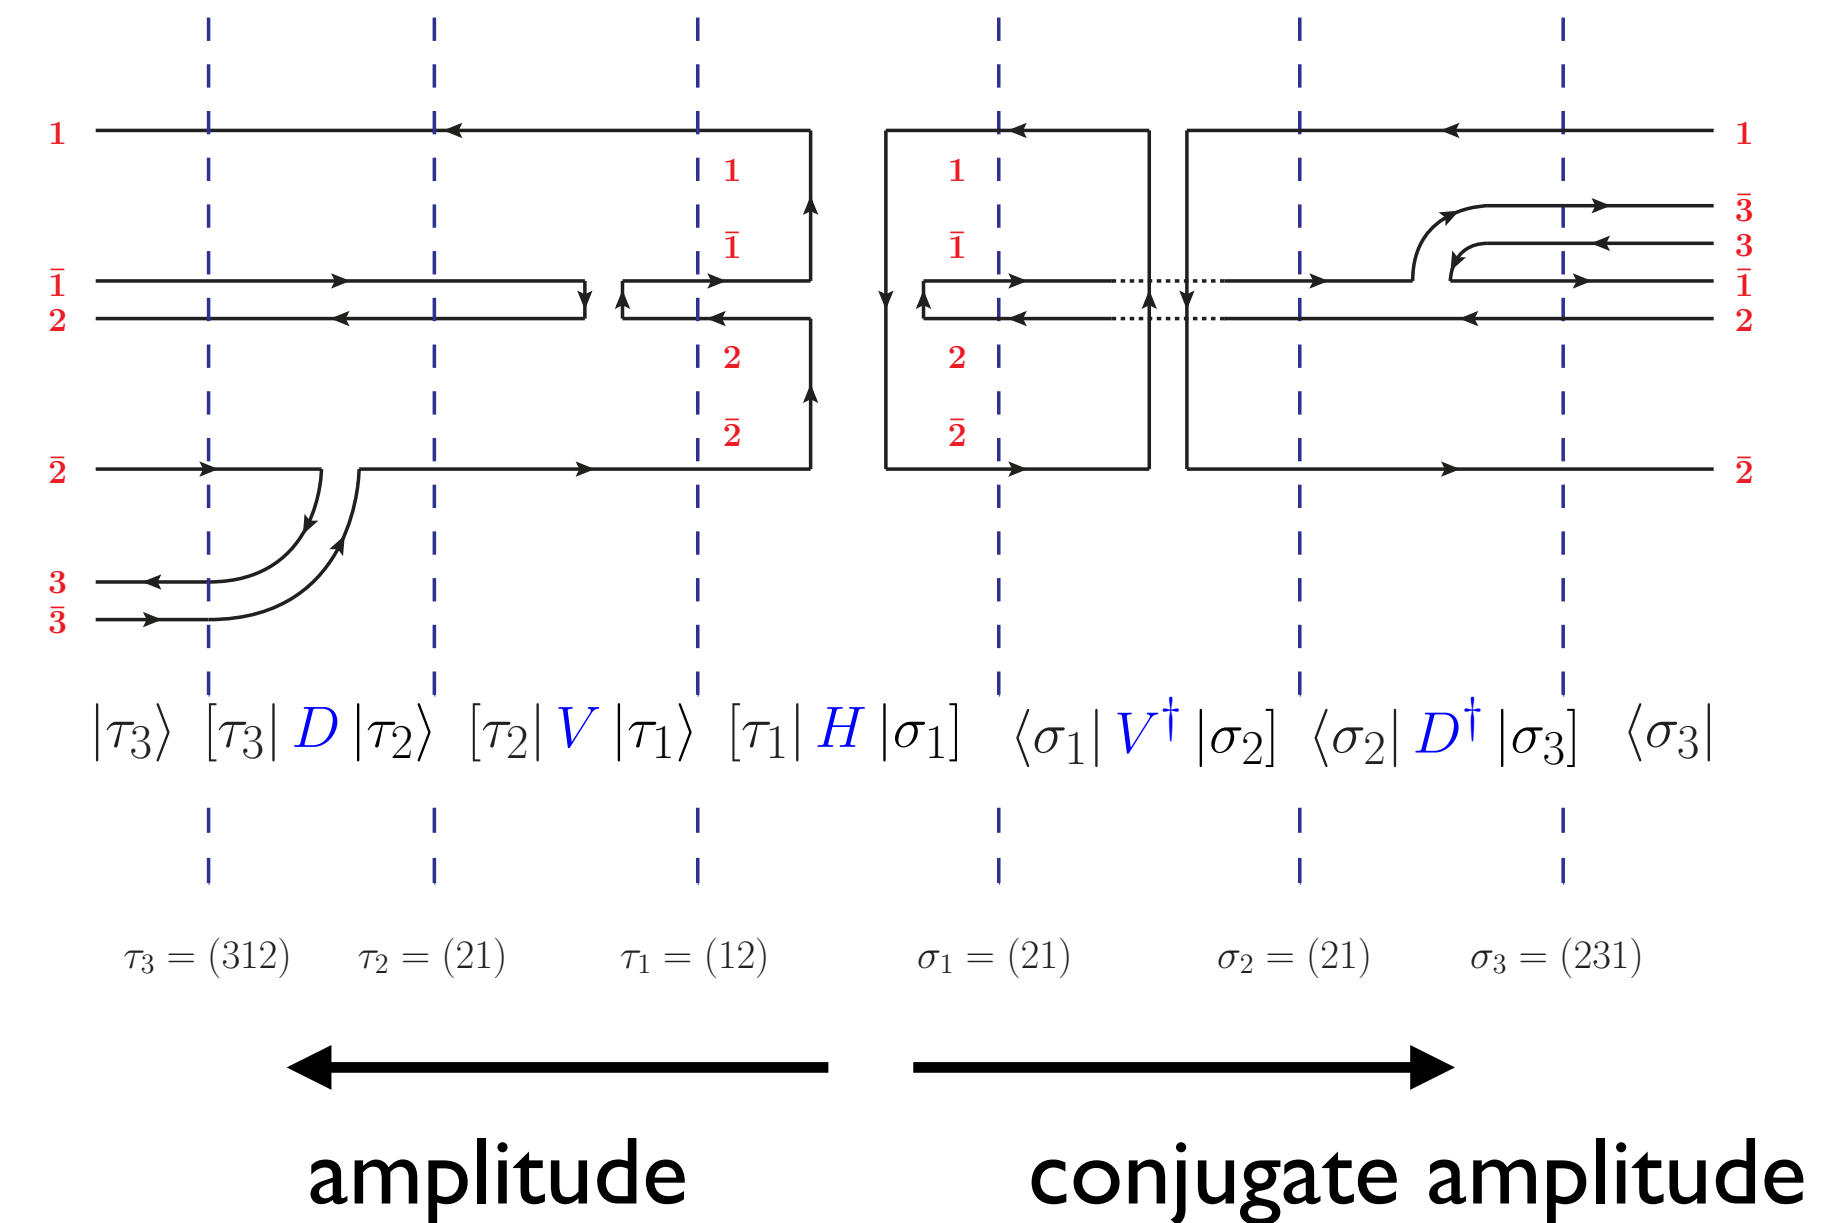 1 1
1 1
3̄
1̄ 1̄ 3
1̄ 1̄
2 2
2 2
2̄ 2̄
2̄ 2̄
3
3̄
|τ₃⟩ [τ₃| D |τ₂⟩ [τ₂| V |τ₁⟩ [τ₁| H |σ₁] ⟨σ₁| V† |σ₂] ⟨σ₂| D† |σ₃] ⟨σ₃|
τ₃ = (312) τ₂ = (21) τ₁ = (12) σ₁ = (21) σ₂ = (21) σ₃ = (231)
amplitude conjugate amplitude